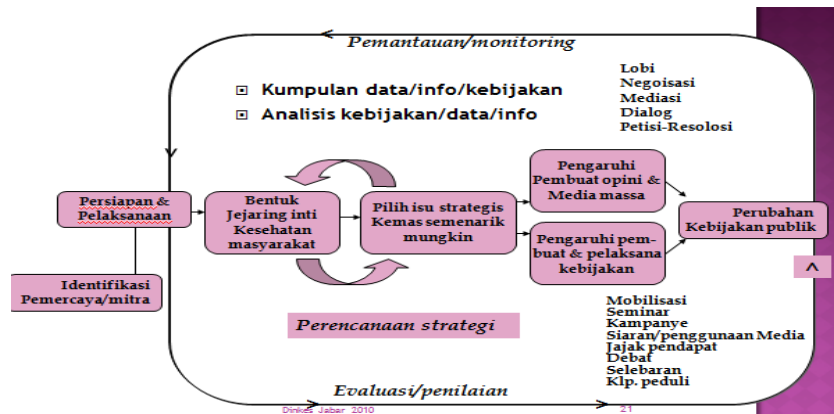 Pemantauan/monitoring
Kumpulan data/info/kebijakan
Analisis kebijakan/data/info
Lobi
Negoisasi
Mediasi
Dialog
Petisi-Resolosi
Persiapan &
Pelaksanaan
Identifikasi
Pemercaya/mitra
Bentuk
Jejaring inti
Kesehatan
masyarakat
Pilih isu strategis
Kemas semenarik
mungkin
Pengaruhi
Pembuat opini &
Media massa
Pengaruhi pem-
buat & pelaksana
kebijakan
Perubahan
Kebijakan publik
Perencanaan strategi
Mobilisasi
Seminar
Kampanye
Siaran/penggunaan Media
Jajak pendapat
Debat
Selebaran
Klp. peduli
Evaluasi/penilaian
Dinkes Jabar 2010
21